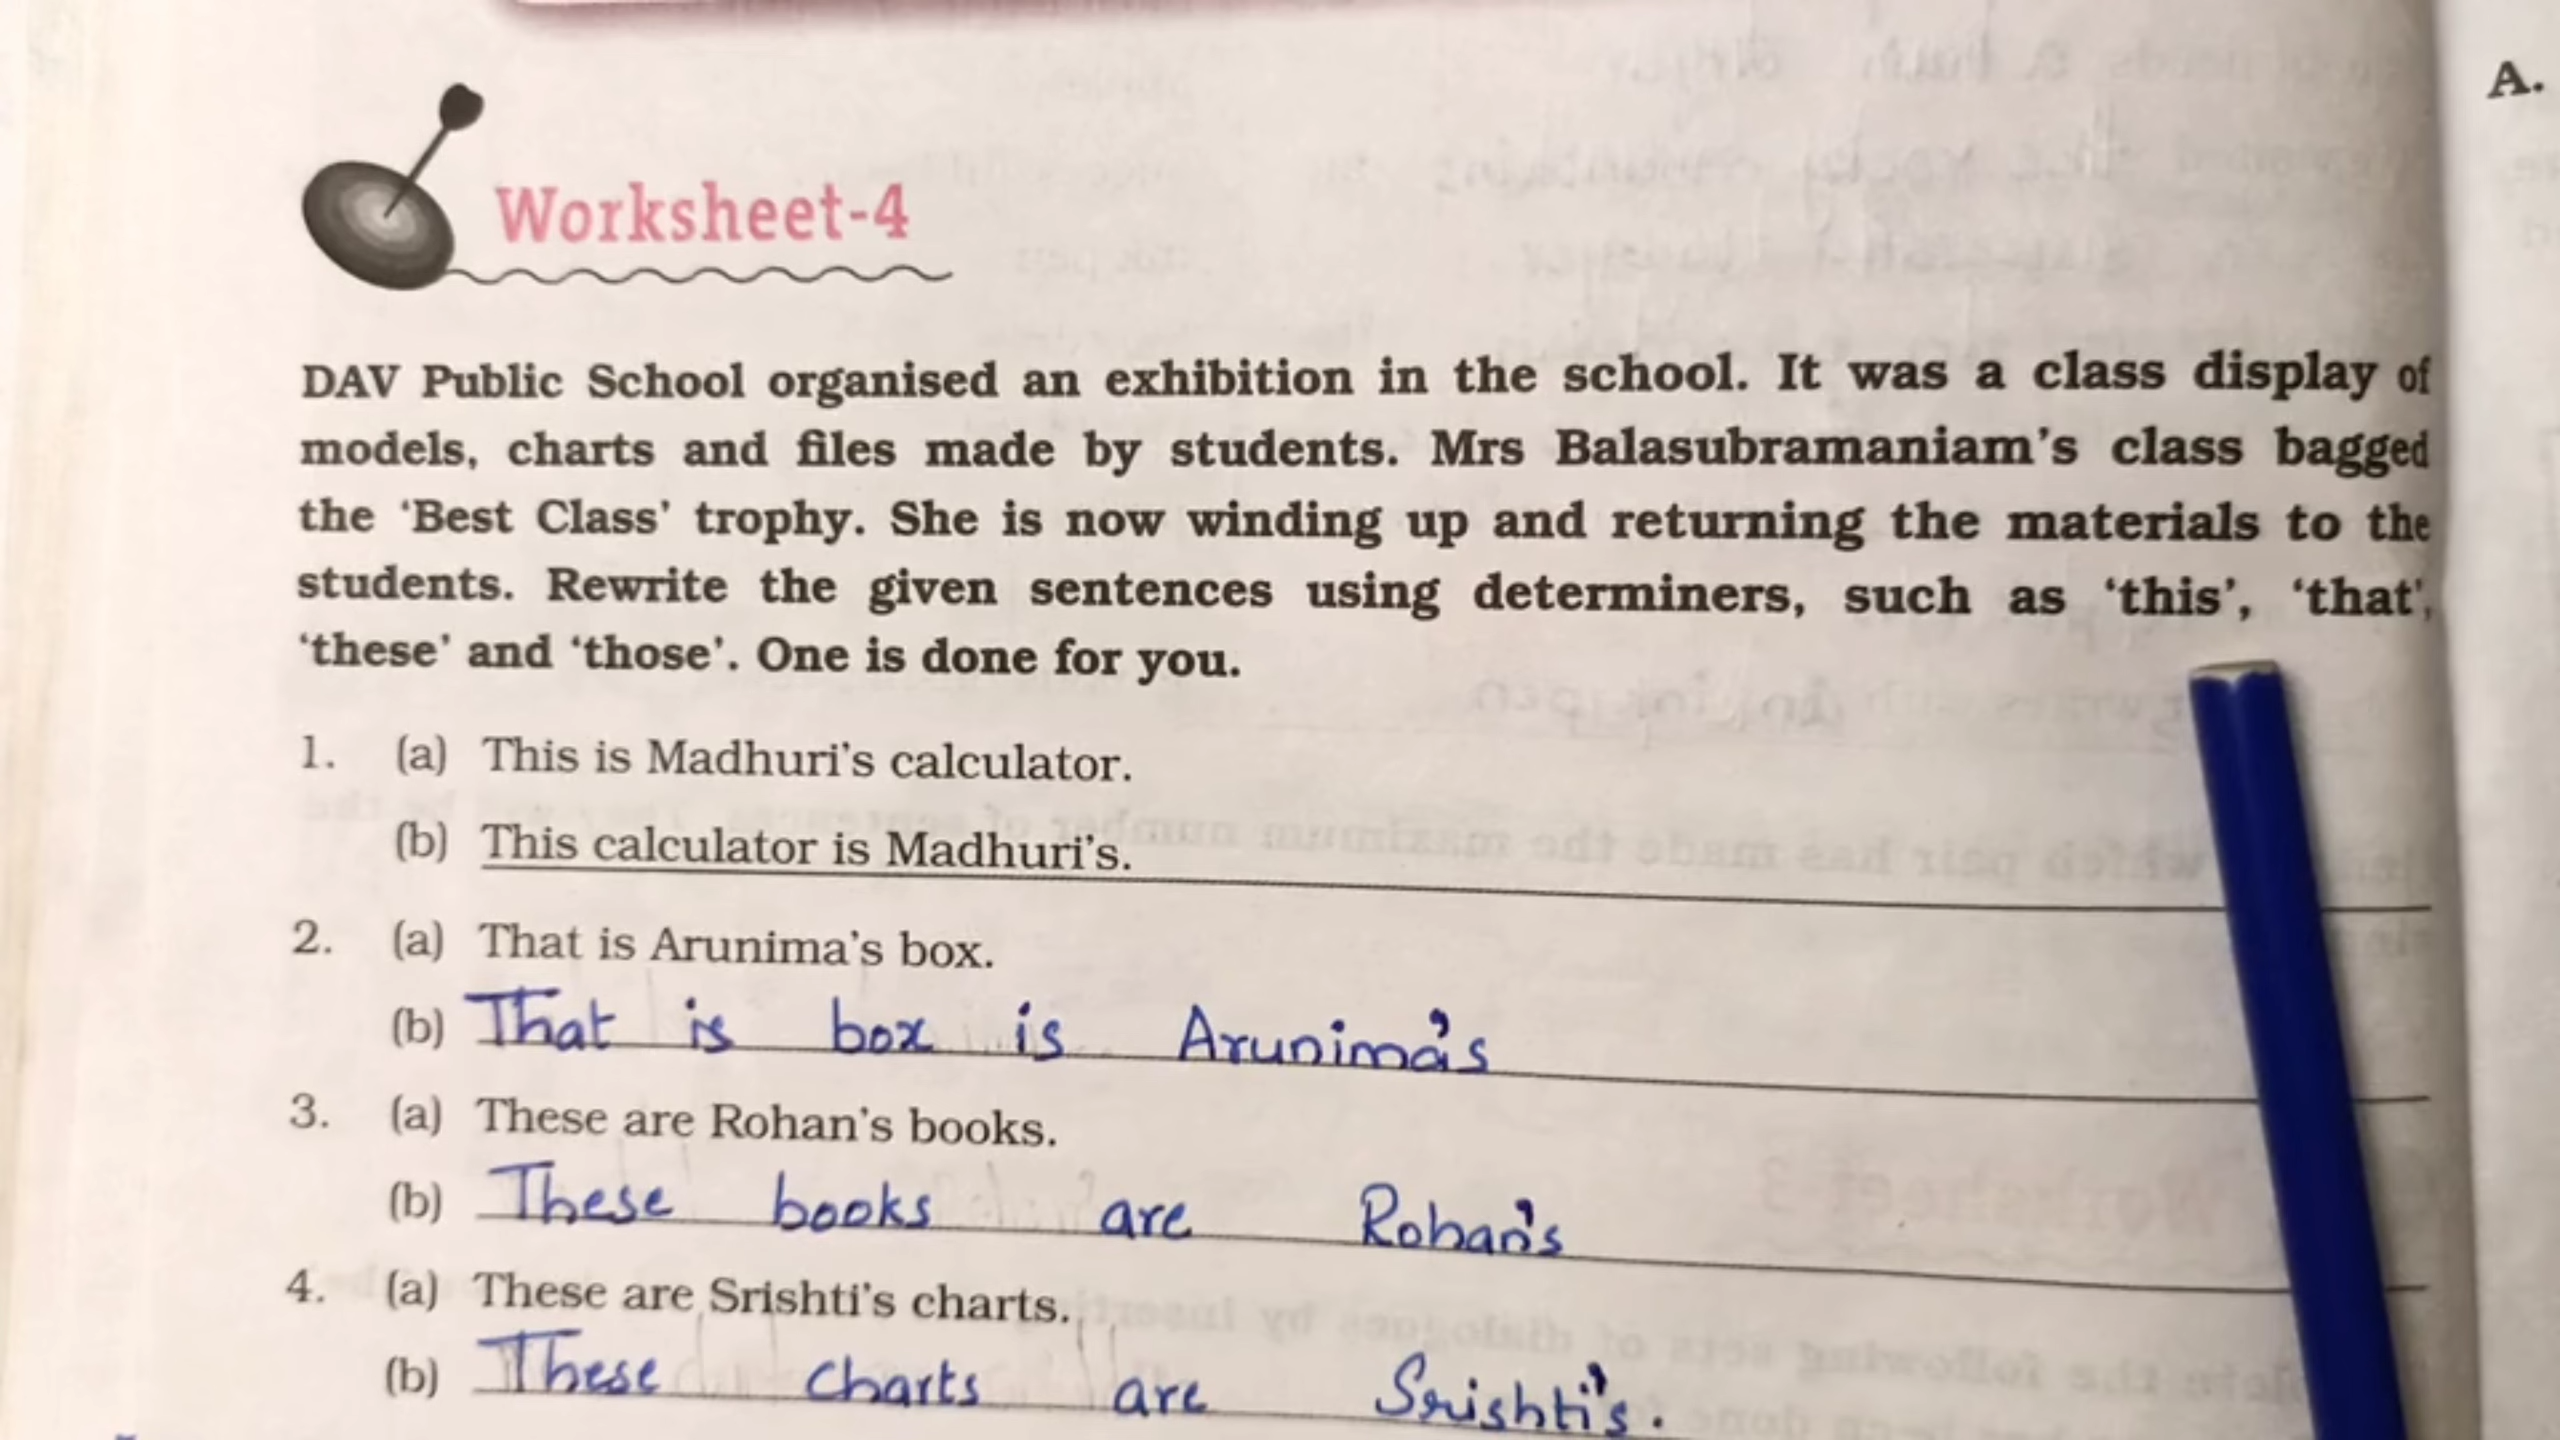 A.
Worksheet-4
DAV Public School organised an exhibition in the school. It was a class display of
models, charts and files made by students. Mrs Balasubramaniam's class bagged
the ‘Best Class’ trophy. She is now winding up and returning the materials to the
students. Rewrite the given sentences using determiners, such as ‘this’, ‘that’,
‘these’ and ‘those’. One is done for you.
1. (a) This is Madhuri's calculator.
(b) This calculator is Madhuri's.
2. (a) That is Arunima's box.
(b) That is box is Arunima's
3. (a) These are Rohan's books.
(b) These books are Rohan's
4. (a) These are Srishti's charts.
(b) These charts are Srishti's.